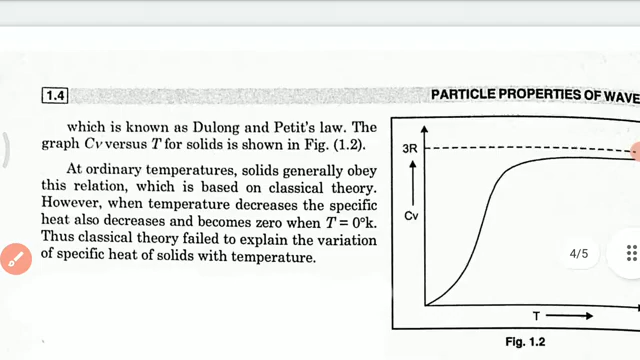 1.4
PARTICLE PROPERTIES OF WAVE
which is known as Dulong and Petit's law. The
graph Cv versus T for solids is shown in Fig. (1.2).
At ordinary temperatures, solids generally obey
this relation, which is based on classical theory.
However, when temperature decreases the specific
heat also decreases and becomes zero when T = 0°k.
Thus classical theory failed to explain the variation
of specific heat of solids with temperature.
3R
Cv
T
4/5
Fig. 1.2